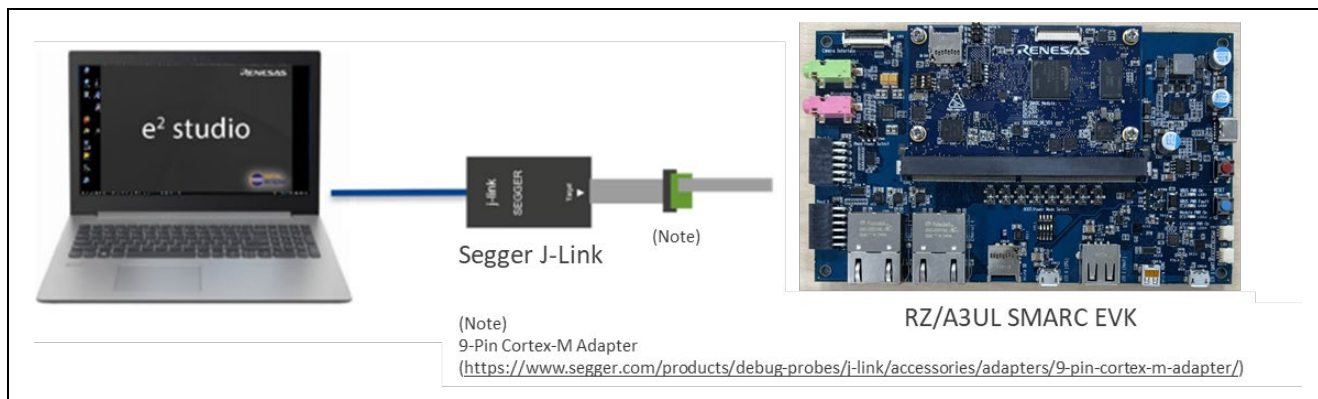 RENESAS
e² studio
j-link
SEGGER
Target
Segger J-Link
(Note)
RENESAS
RZ/A3UL SMARC EVK
(Note)
9-Pin Cortex-M Adapter
(https://www.segger.com/products/debug-probes/j-link/accessories/adapters/9-pin-cortex-m-adapter/)